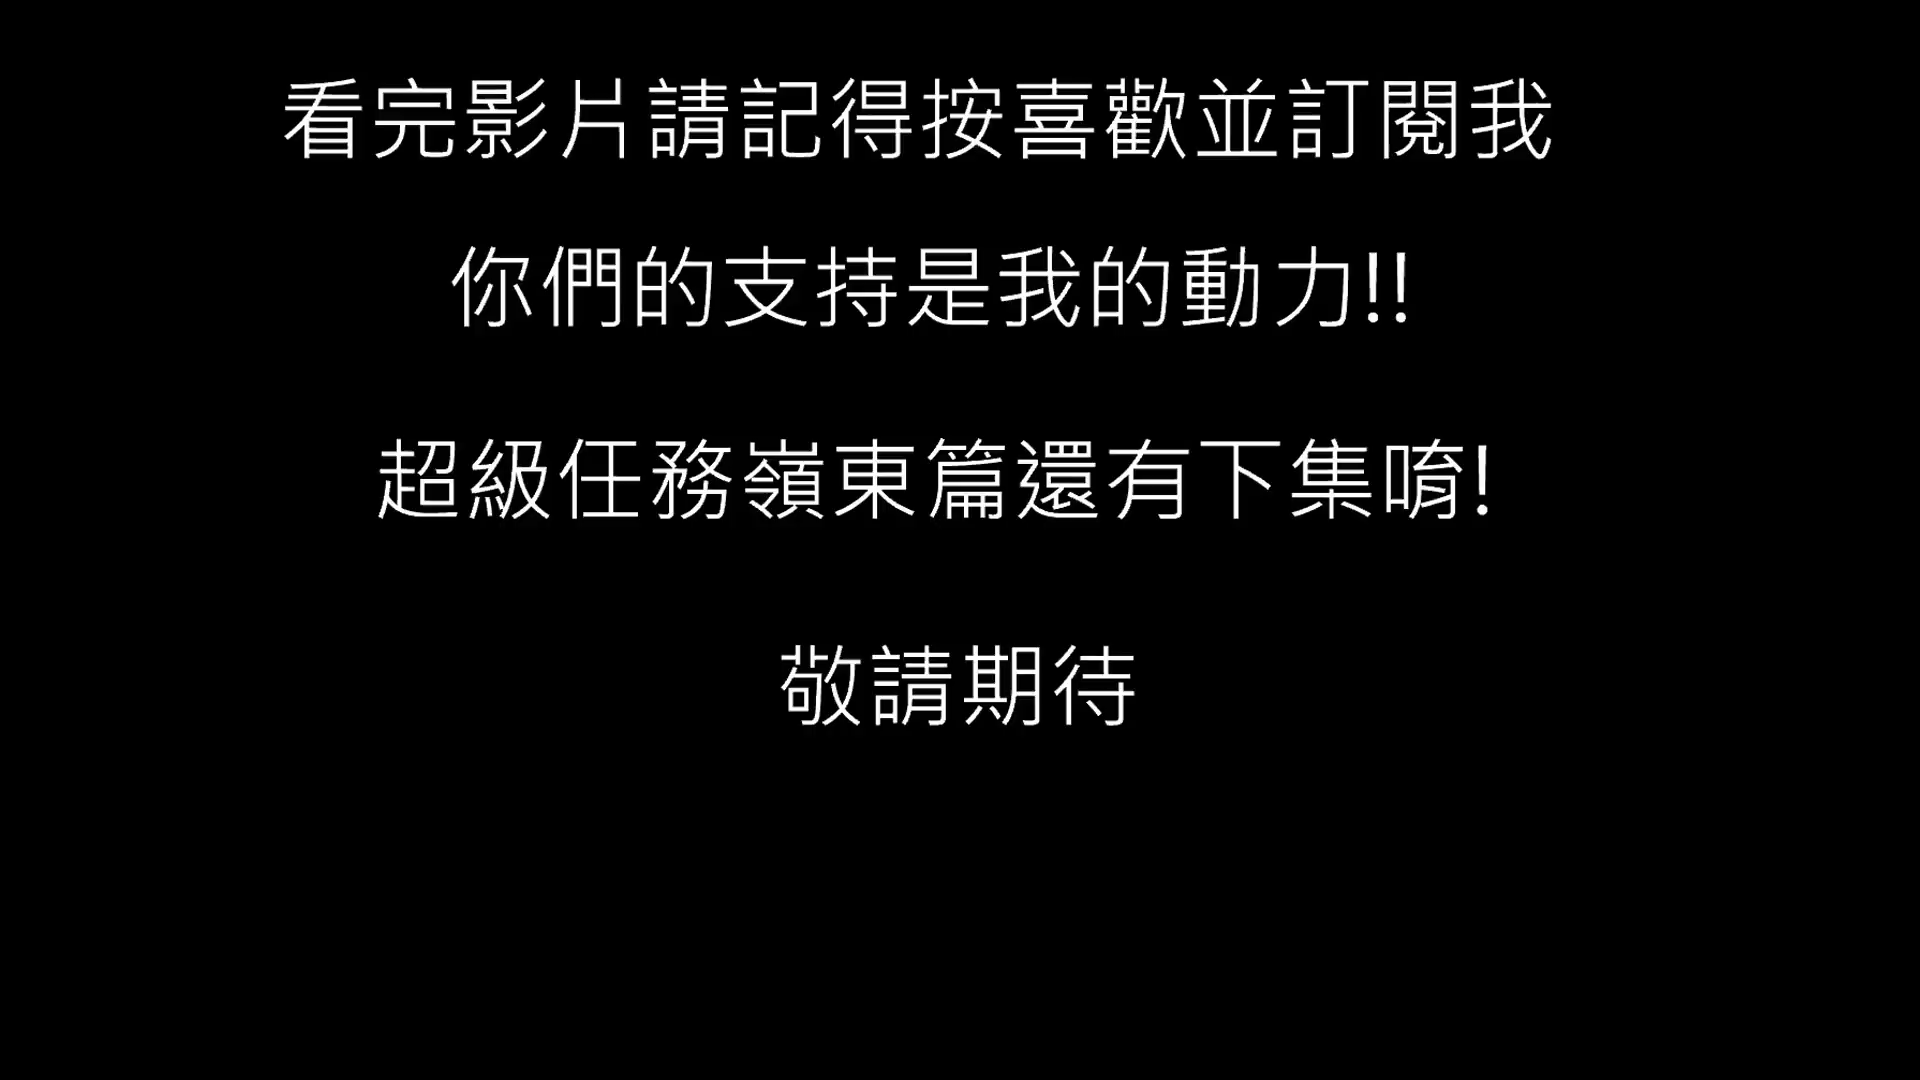 看完影片請記得按喜歡並訂閱我
你們的支持是我的動力!!
超級任務嶺東篇還有下集唷!
敬請期待